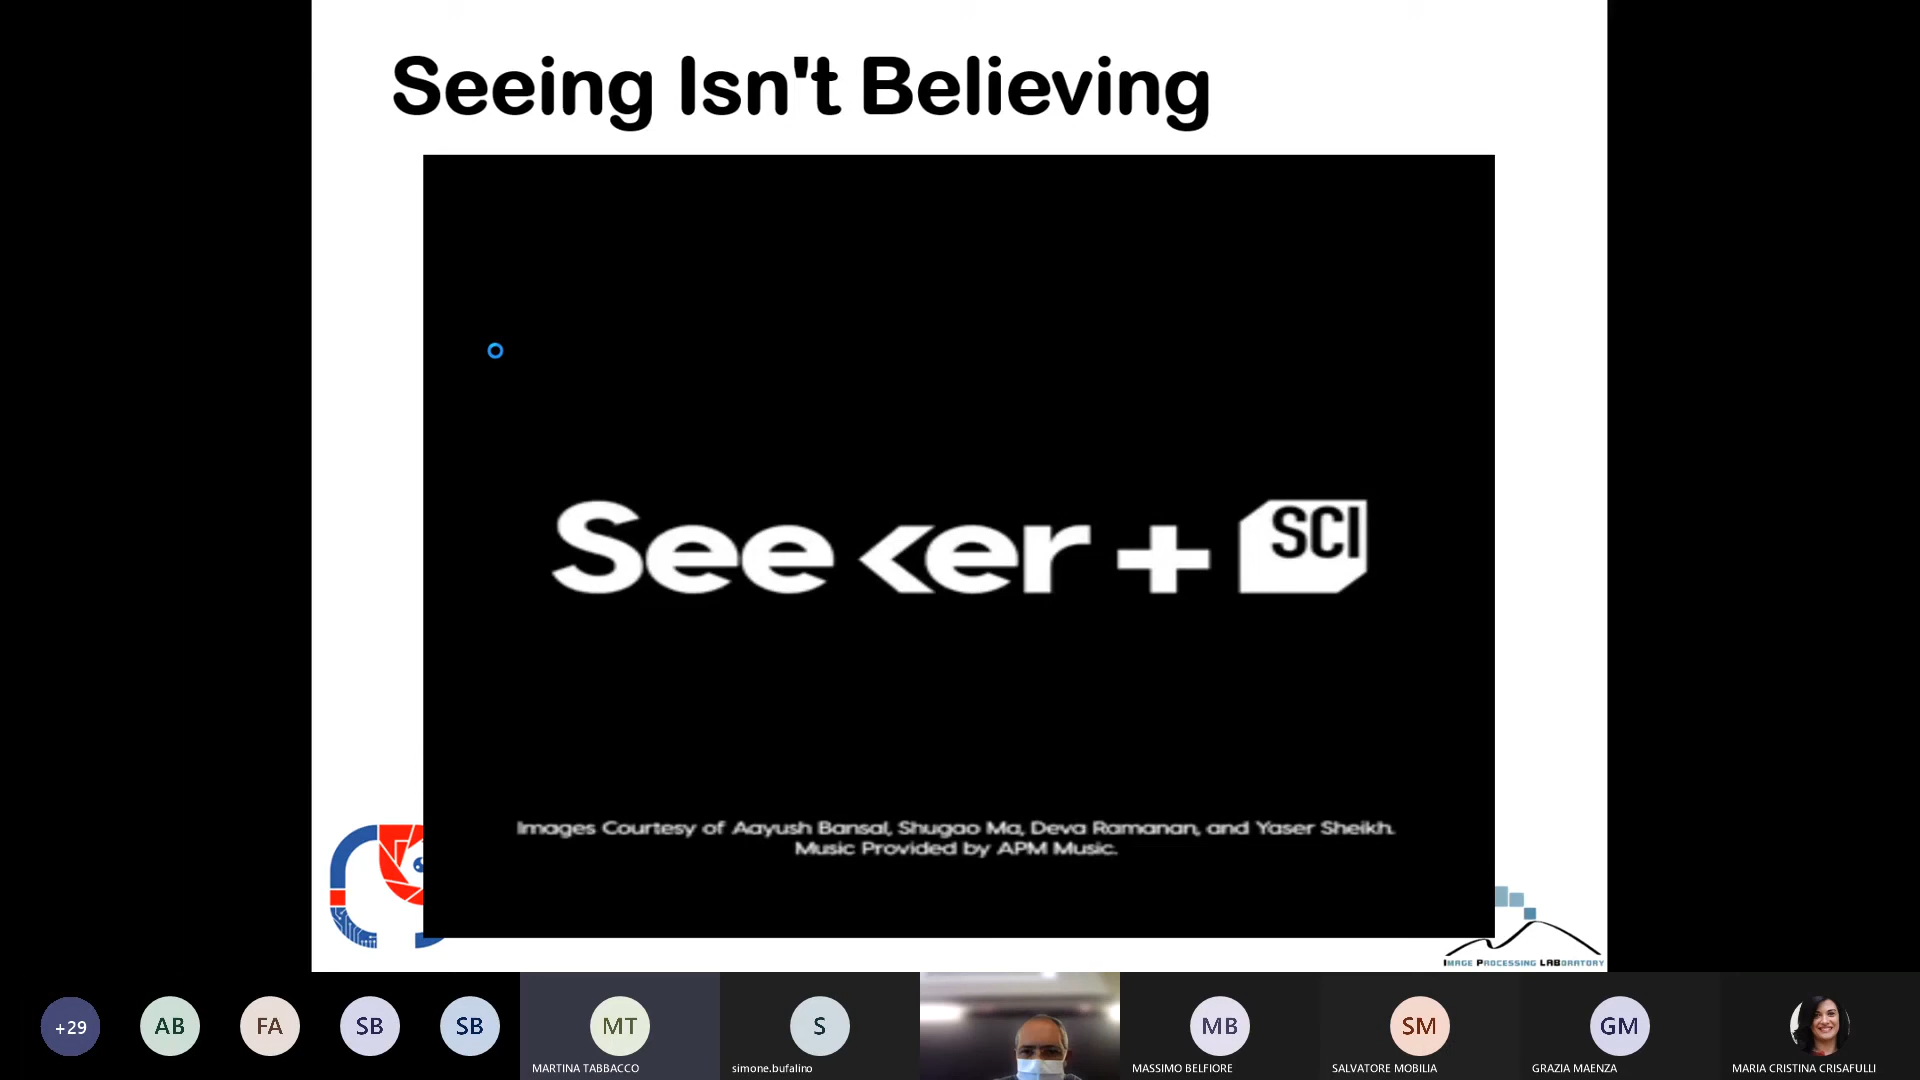 Seeing Isn't Believing
Seeker + SCI
Images Courtesy of Aayush Bansal, Shugao Ma, Deva Ramanan, and Yaser Sheikh.
Music Provided by APM Music.
IMAGE PROCESSING LABORATORY
+29
AB
FA
SB
SB
MT
S
MB
SM
GM
MARTINA TABBACCO
simone.bufalino
MASSIMO BELFIORE
SALVATORE MOBILIA
GRAZIA MAENZA
MARIA CRISTINA CRISAFULLI